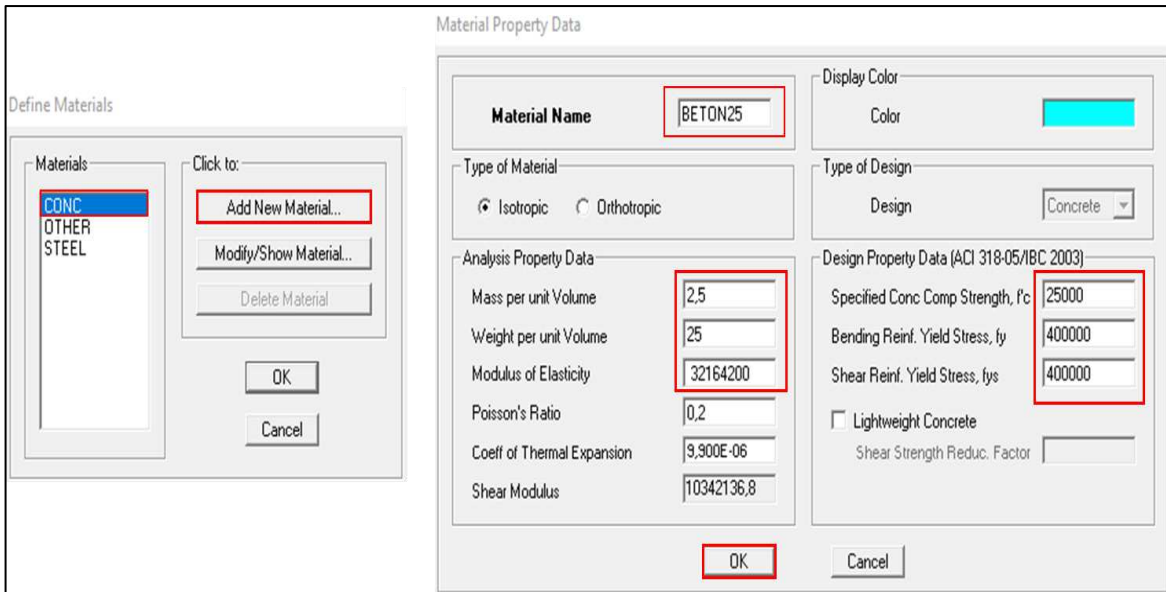 Define Materials
Materials
CONC
OTHER
STEEL
Click to:
Add New Material...
Modify/Show Material...
Delete Material
OK
Cancel
Material Property Data
Material Name BETON25
Display Color
Color
Type of Material
Isotropic Orthotropic
Type of Design
Design Concrete
Analysis Property Data
Mass per unit Volume 2,5
Weight per unit Volume 25
Modulus of Elasticity 32164200
Poisson's Ratio 0,2
Coeff of Thermal Expansion 9,900E-06
Shear Modulus 10342136,8
Design Property Data (ACI 318-05/IBC 2003)
Specified Conc Comp Strength, f'c 25000
Bending Reinf. Yield Stress, fy 400000
Shear Reinf. Yield Stress, fys 400000
Lightweight Concrete
Shear Strength Reduc. Factor
OK
Cancel